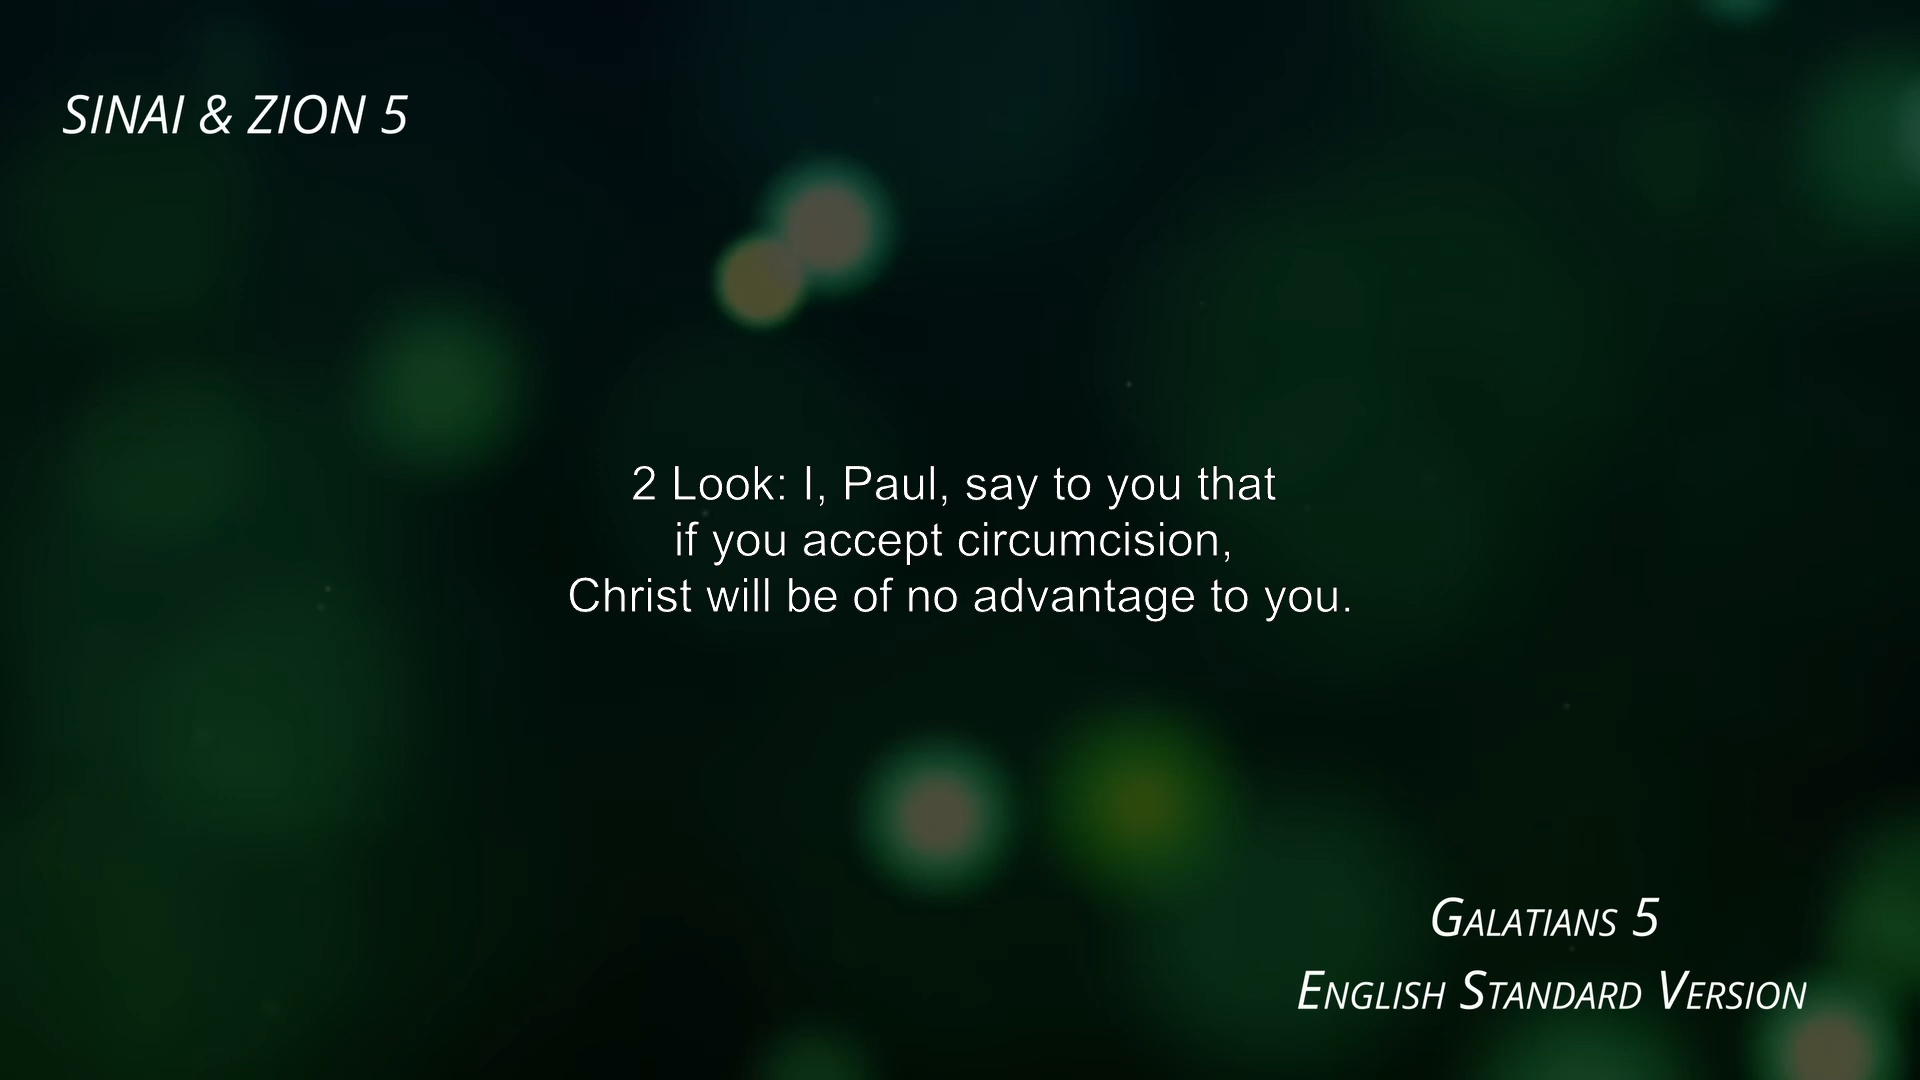 SINAI & ZION 5
2 Look: I, Paul, say to you that
if you accept circumcision,
Christ will be of no advantage to you.
Galatians 5
English Standard Version